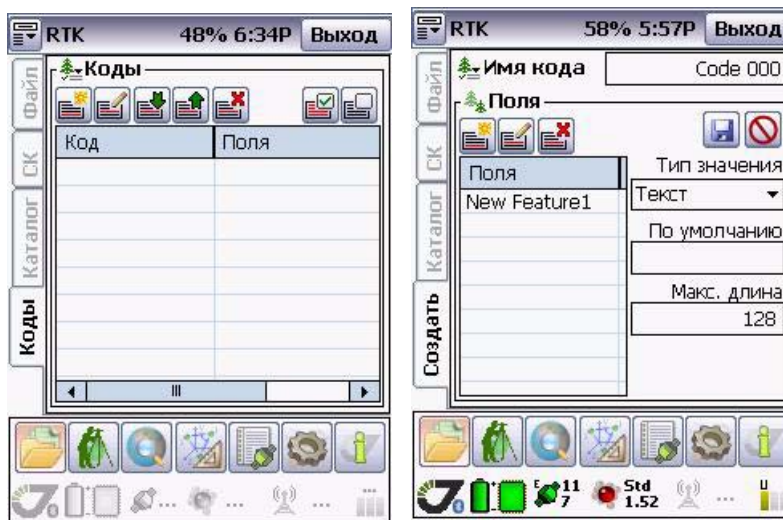 RTK 48% 6:34P Выход
Коды
Файл
СК
Каталог
Коды
Код Поля
RTK 58% 5:57P Выход
Имя кода Code 000
Поля
Файл
СК
Каталог
Создать
Поля
New Feature1
Тип значения
Текст
По умолчанию
Макс. длина
128
0 ... ... ...
0 E 11 7 Std 1.52 ... U